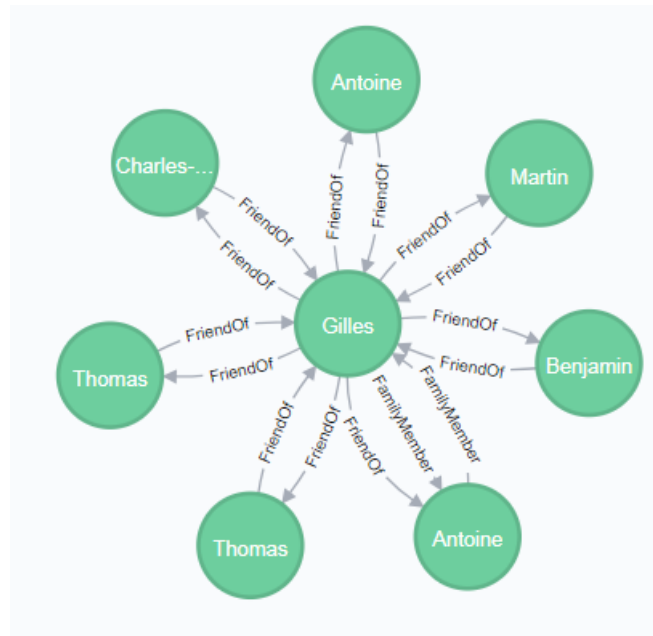 Antoine
Charles-...
Martin
FriendOf
FriendOf
FriendOf
FriendOf
FriendOf
FriendOf
Gilles
FriendOf
FriendOf
FriendOf
FriendOf
Thomas
Benjamin
FriendOf
FriendOf
FriendOf
FamilyMember
FamilyMember
Thomas
Antoine